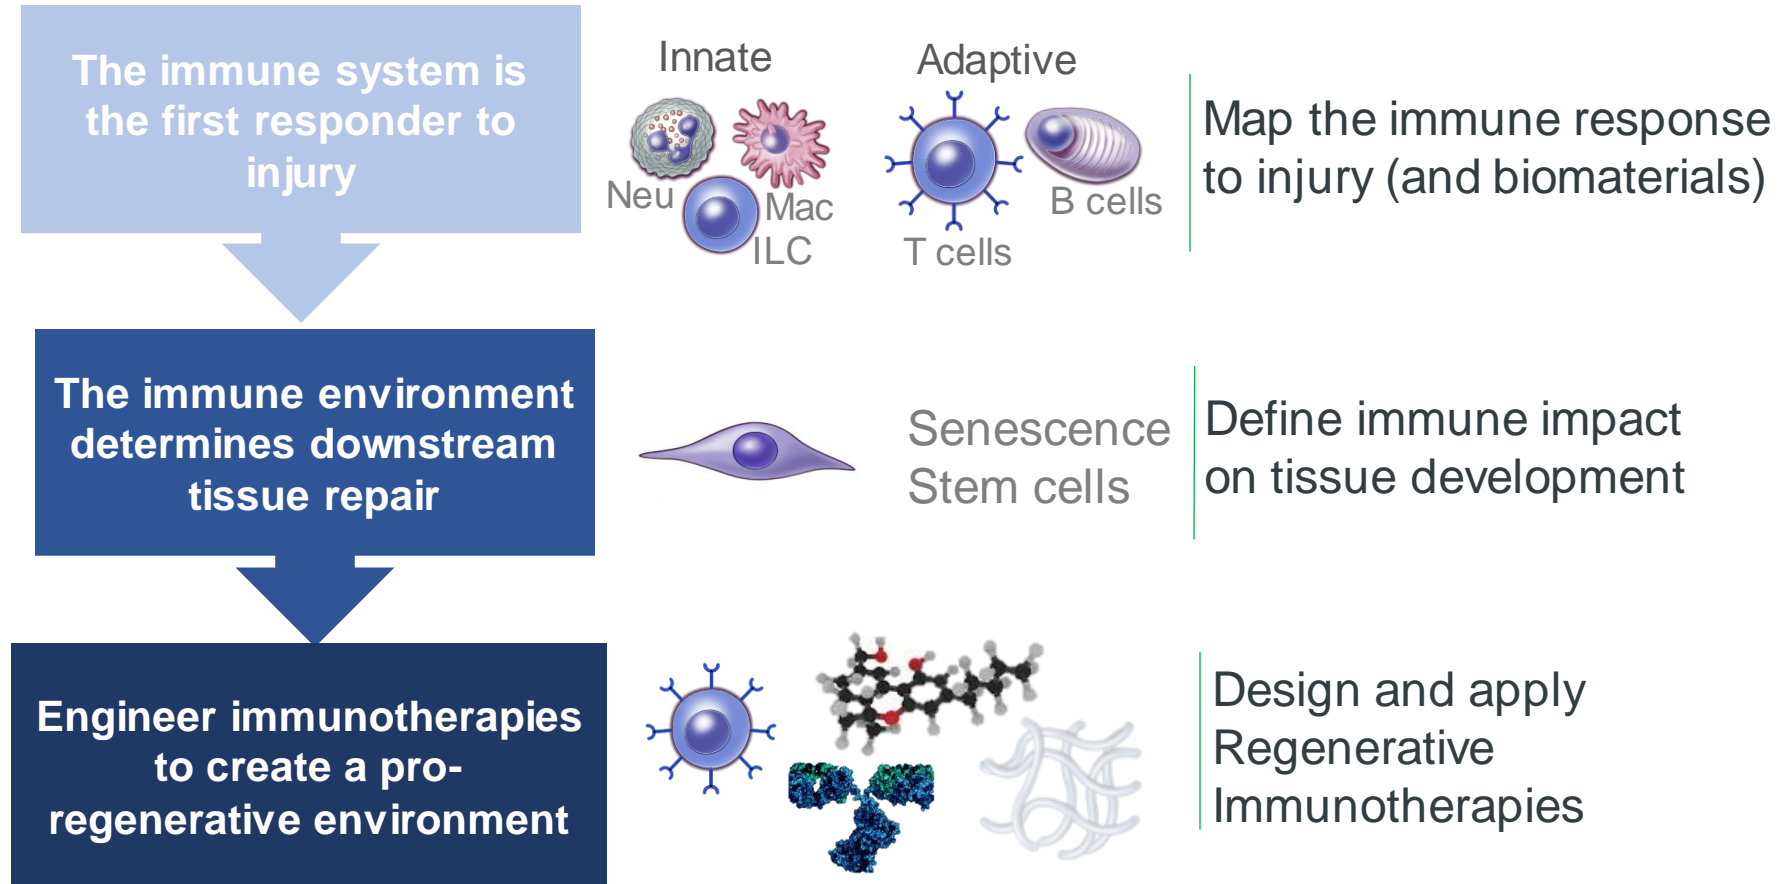 The immune system is
the first responder to
injury
Innate
Adaptive
Neu
Mac
ILC
T cells
B cells
Map the immune response
to injury (and biomaterials)
The immune environment
determines downstream
tissue repair
Senescence
Stem cells
Define immune impact
on tissue development
Engineer immunotherapies
to create a pro-
regenerative environment
Design and apply
Regenerative
Immunotherapies